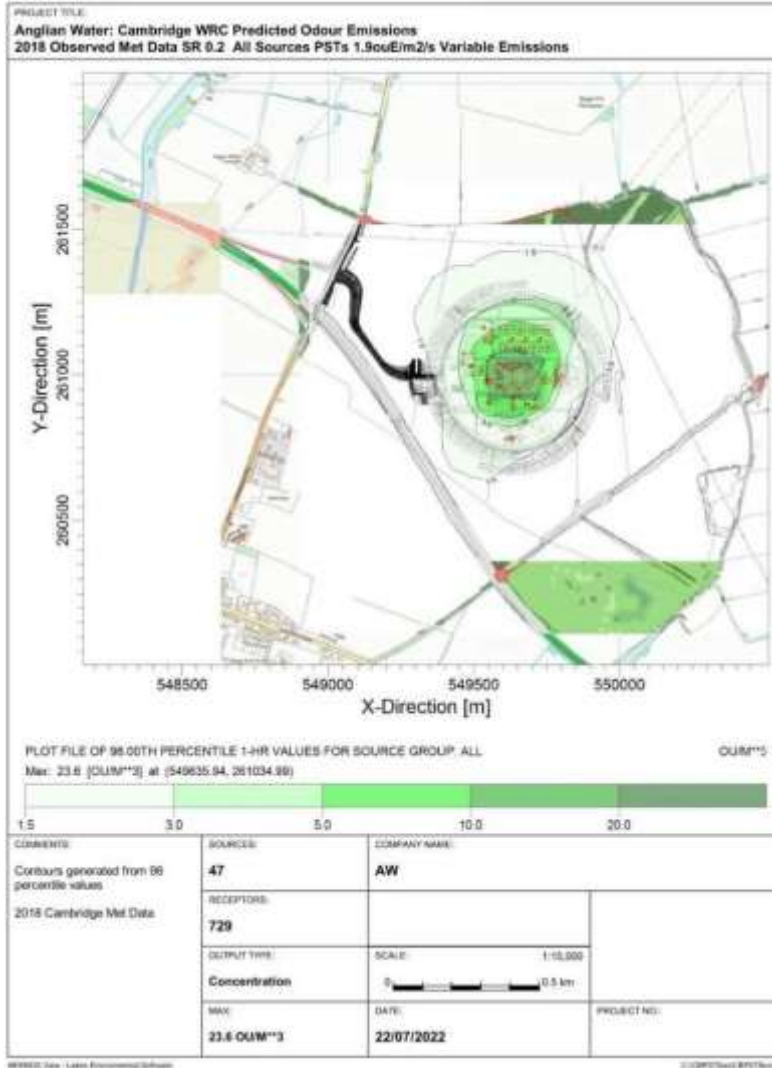 PROJECT TITLE:
Anglian Water: Cambridge WRC Predicted Odour Emissions
2018 Observed Met Data SR 0.2 All Sources PSTs 1.9ouE/m2/s Variable Emissions
Y-Direction [m]
261500
261000
260500
548500
549000
549500
550000
X-Direction [m]
PLOT FILE OF 98.00TH PERCENTILE 1-HR VALUES FOR SOURCE GROUP: ALL
OU/M**3
Max: 23.6 [OU/M**3] at (549635.94, 261034.99)
1.5
3.0
5.0
10.0
20.0
COMMENTS:
Contours generated from 98
percentile values
2018 Cambridge Met Data
SOURCES:
47
COMPANY NAME:
AW
RECEPTORS:
729
OUTPUT TYPE:
Concentration
SCALE:
1:15,000
0
0.5 km
MAX:
23.6 OU/M**3
DATE:
22/07/2022
PROJECT NO.:
AERMOD View - Lakes Environmental Software